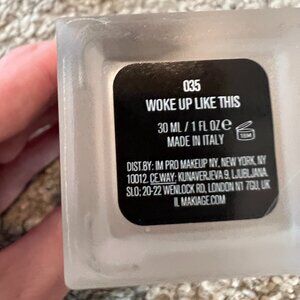 035
WOKE UP LIKE THIS
30 ML / 1 FL OZ ℮
MADE IN ITALY
DIST.BY: IM PRO MAKEUP NY, NEW YORK, NY
10012. CE.WAY: KUNAVERJEVA 9, LJUBLJANA.
SLO; 20-22 WENLOCK RD, LONDON N1 7GU, UK
IL MAKIAGE.COM